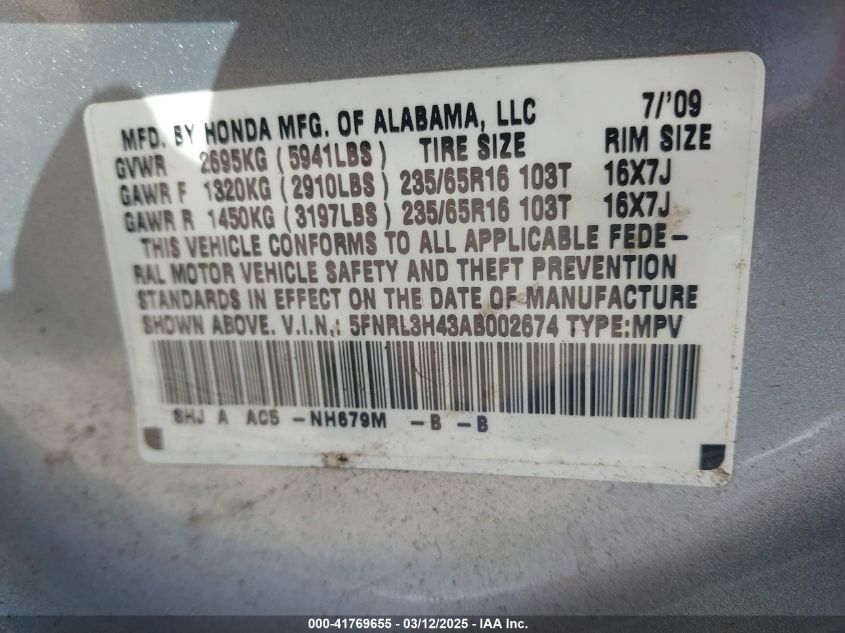 MFD. BY HONDA MFG. OF ALABAMA, LLC 7/'09
GVWR 2695KG (5941LBS) TIRE SIZE RIM SIZE
GAWR F 1320KG (2910LBS) 235/65R16 103T 16X7J
GAWR R 1450KG (3197LBS) 235/65R16 103T 16X7J
THIS VEHICLE CONFORMS TO ALL APPLICABLE FEDE-
RAL MOTOR VEHICLE SAFETY AND THEFT PREVENTION
STANDARDS IN EFFECT ON THE DATE OF MANUFACTURE
SHOWN ABOVE. V.I.N.: 5FNRL3H43AB002674 TYPE:MPV
SHJ A AC5 -NH679M -B -B
000-41769655 - 03/12/2025 - © IAA Holdings, LLC.